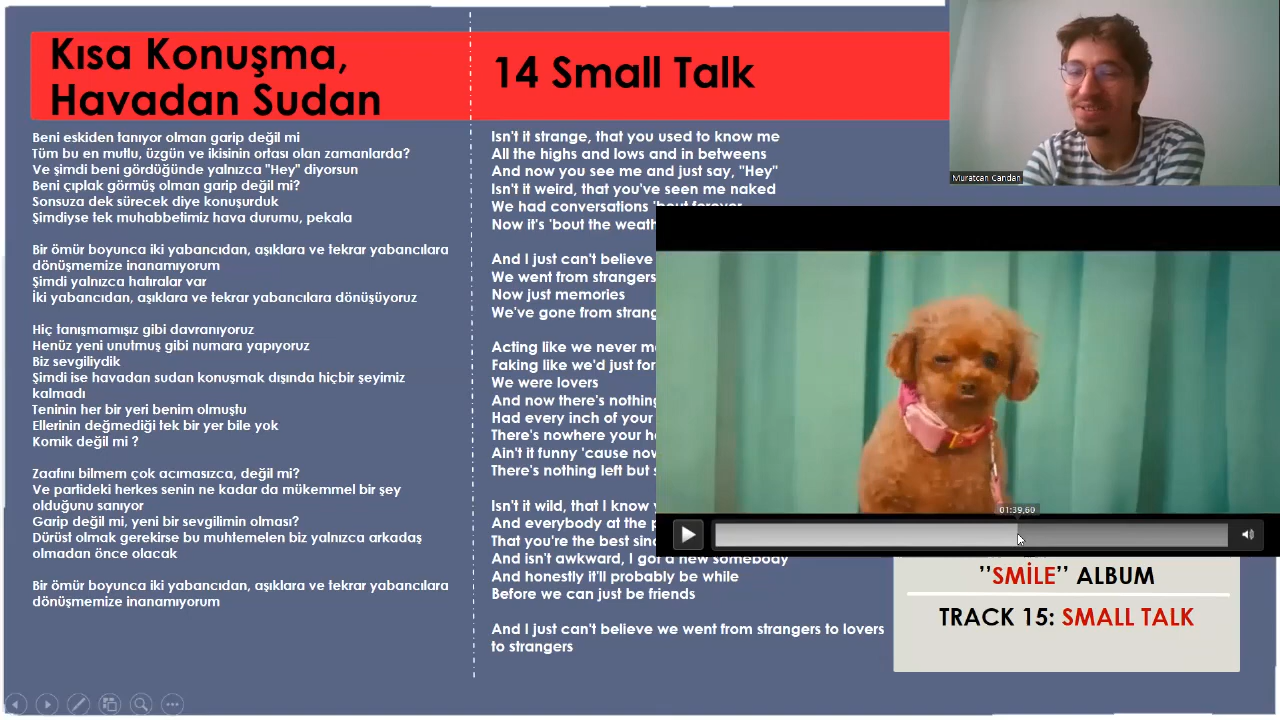 Kısa Konuşma,
Havadan Sudan
Beni eskiden tanıyor olman garip değil mi
Tüm bu en mutlu, üzgün ve ikisinin ortası olan zamanlarda?
Ve şimdi beni gördüğünde yalnızca "Hey" diyorsun
Beni çıplak görmüş olman garip değil mi?
Sonsuza dek sürecek diye konuşurduk
Şimdiyse tek muhabbetimiz hava durumu, pekala
Bir ömür boyunca iki yabancıdan, aşıklara ve tekrar yabancılara
dönüşmemize inanamıyorum
Şimdi yalnızca hatıralar var
İki yabancıdan, aşıklara ve tekrar yabancılara dönüşüyoruz
Hiç tanışmamışız gibi davranıyoruz
Henüz yeni unutmuş gibi numara yapıyoruz
Biz sevgiliydik
Şimdi ise havadan sudan konuşmak dışında hiçbir şeyimiz
kalmadı
Teninin her bir yeri benim olmuştu
Ellerinin değmediği tek bir yer bile yok
Komik değil mi ?
Zaafını bilmem çok acımasızca, değil mi?
Ve partideki herkes senin ne kadar da mükemmel bir şey
olduğunu sanıyor
Garip değil mi, yeni bir sevgilimin olması?
Dürüst olmak gerekirse bu muhtemelen biz yalnızca arkadaş
olmadan önce olacak
Bir ömür boyunca iki yabancıdan, aşıklara ve tekrar yabancılara
dönüşmemize inanamıyorum
14 Small Talk
Isn't it strange, that you used to know me
All the highs and lows and in betweens
And now you see me and just say, "Hey"
Isn't it weird, that you've seen me naked
We had conversations 'bout forever
Now it's 'bout the weath
And I just can't believe
We went from strangers
Now just memories
We've gone from strang
Acting like we never m
Faking like we'd just for
We were lovers
And now there's nothing
Had every inch of your
There's nowhere your h
Ain't it funny 'cause now
There's nothing left but s
Isn't it wild, that I know y
And everybody at the p
That you're the best sinc
And isn't awkward, I got a new somebody
And honestly it'll probably be while
Before we can just be friends
And I just can't believe we went from strangers to lovers
to strangers
Muratcan Candan
01:39,60
''SMİLE'' ALBUM
TRACK 15: SMALL TALK